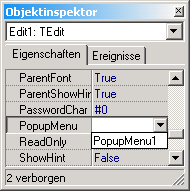 Objektinspektor
Edit1: TEdit
Eigenschaften Ereignisse
ParentFont True
ParentShowHin True
PasswordChar #0
PopupMenu
ReadOnly PopupMenu1
ShowHint False
2 verborgen